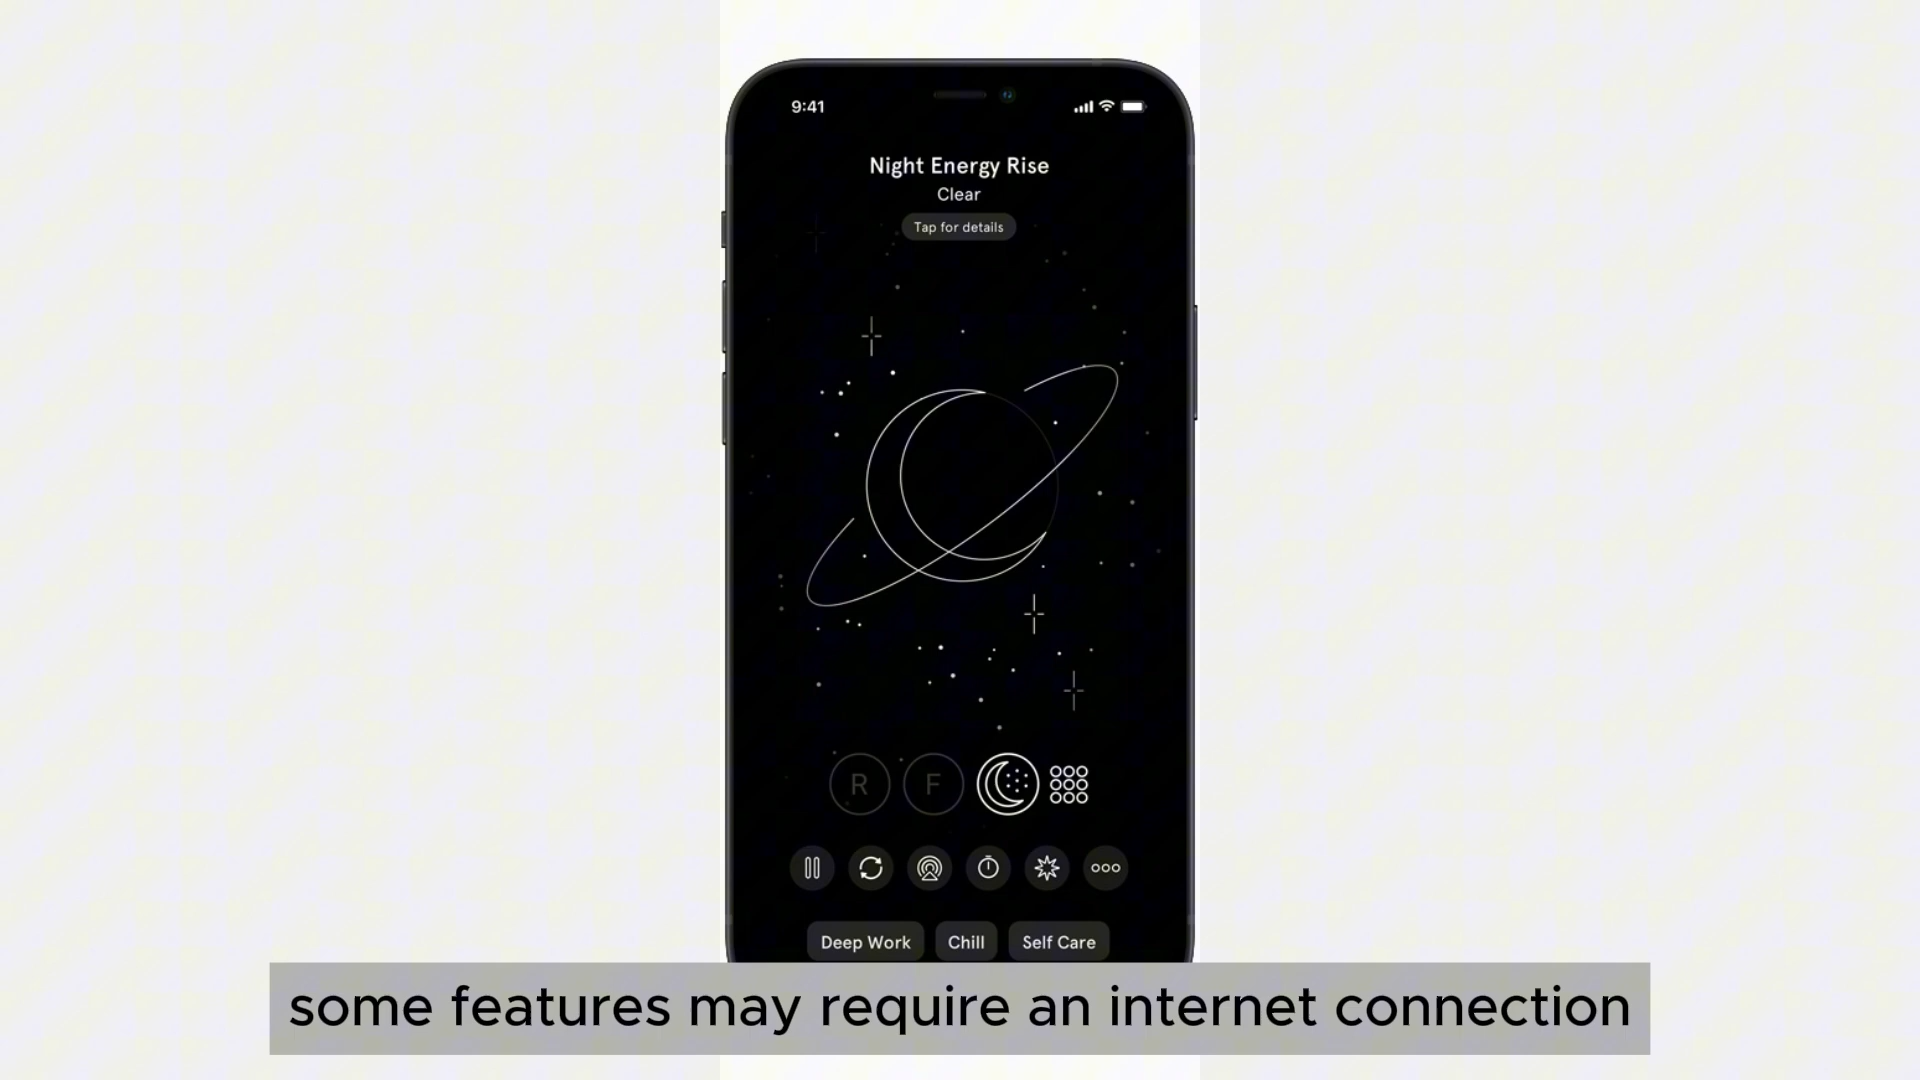 9:41
Night Energy Rise
Clear
Tap for details
R F
Deep Work Chill Self Care
some features may require an internet connection